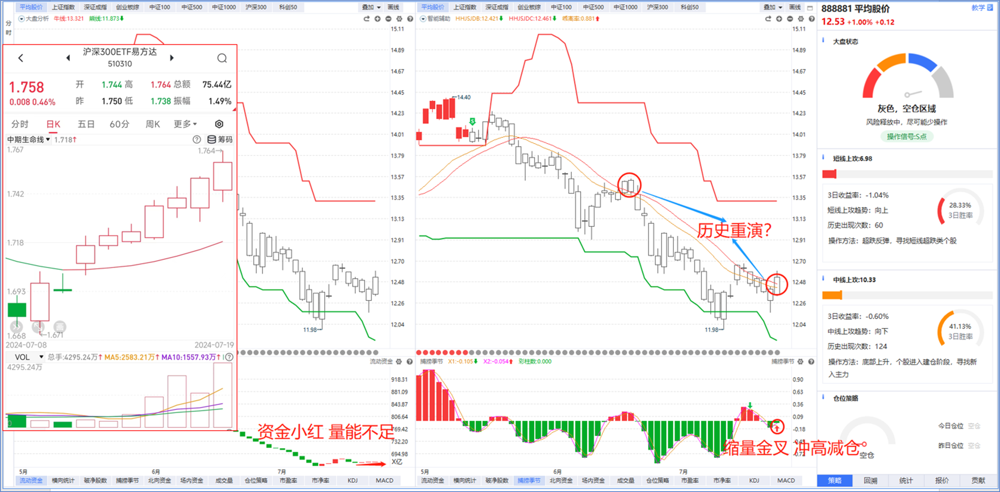 平均股价 上证指数 深证成指 创业板综 中证100 中证500 中证1000 沪深300 科创50 叠加 画线
分时
大盘分析 牛线:13.321 熊线:11.873
15.11
14.89
14.67
14.45
14.23
14.01
13.79
13.57
13.35
13.13
12.91
12.70
12.48
12.26
12.04
11.98
沪深300ETF易方达
510310
1.758 开 1.744 高 1.764 总额 75.44亿
0.008 0.46% 昨 1.750 低 1.738 振幅 1.49%
分时 日K 五日 60分 周K 更多
中期生命线 1.718↑ ? 筹码
1.767
1.764
1.742
1.718
1.693
画
1.668
1.671
2024-07-08 2024-07-19
VOL 总手:4295.24万↑ MA5:2583.21万↑ MA10:1557.93万↑ ?
4295.24万
0
流动资金
918.31
881.09
843.87
806.64
769.42
732.20
694.98
X亿
资金小红 量能不足
5月 6月 7月
流动资金 横向统计 破净股数 捕捞季节 北向资金 场内资金 成交量 仓位策略 市盈率 市净率 KDJ MACD
平均股价 上证指数 深证成指 创业板综 中证100 中证500 中证1000 沪深300 科创50 叠加 画线
智能辅助 HHJSJDB:12.421 HHJSJDC:12.461 乖离率:0.881
15.11
14.89
14.67
14.45
14.23
14.01
13.79
13.57
13.35
13.13
12.91
12.70
12.48
12.26
12.04
14.40
S
历史重演？
11.98
捕捞季节 X1:-0.105 X2:-0.054 彩柱数:0.000 捕捞季节
0.90
0.63
0.36
0.09
-0.18
-0.45
-0.72
缩量金叉 冲高减仓
5月 6月 7月
流动资金 横向统计 破净股数 捕捞季节 北向资金 场内资金 成交量 仓位策略 市盈率 市净率 KDJ MACD
888881 平均股价 教学
12.53 +1.00% +0.12
大盘状态
灰色，空仓区域
风险释放中，尽可能少操作
操作信号:S点
短线上攻:6.98
3日收益率：-1.04%
短线上攻趋势：向上
历史出现次数：60
28.33%
3日胜率
操作方法：超跌反弹，寻找短线超跌类个股
中线上攻:10.33
3日收益率：-0.60%
中线上攻趋势：向下
历史出现次数：124
41.13%
3日胜率
操作方法：底部上升，个股进入建仓阶段，寻找新
入主力
仓位策略
今日仓位 空仓
昨日仓位 空仓
空仓
策略 回溯 统计 报价 贡献